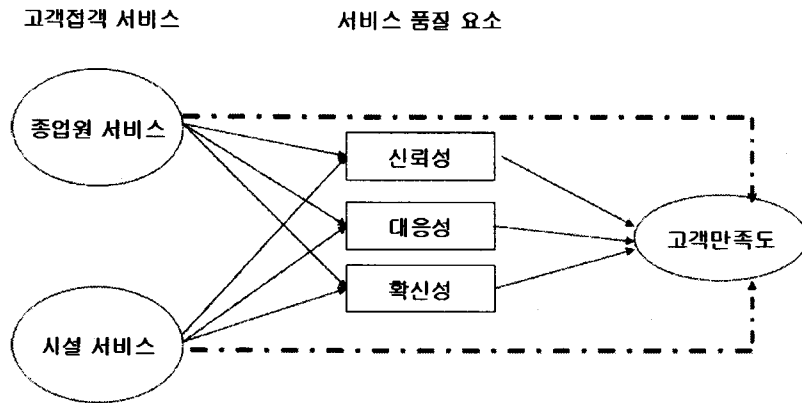 고객접객 서비스
서비스 품질 요소
종업원 서비스
신뢰성
대응성
고객만족도
확신성
시설 서비스